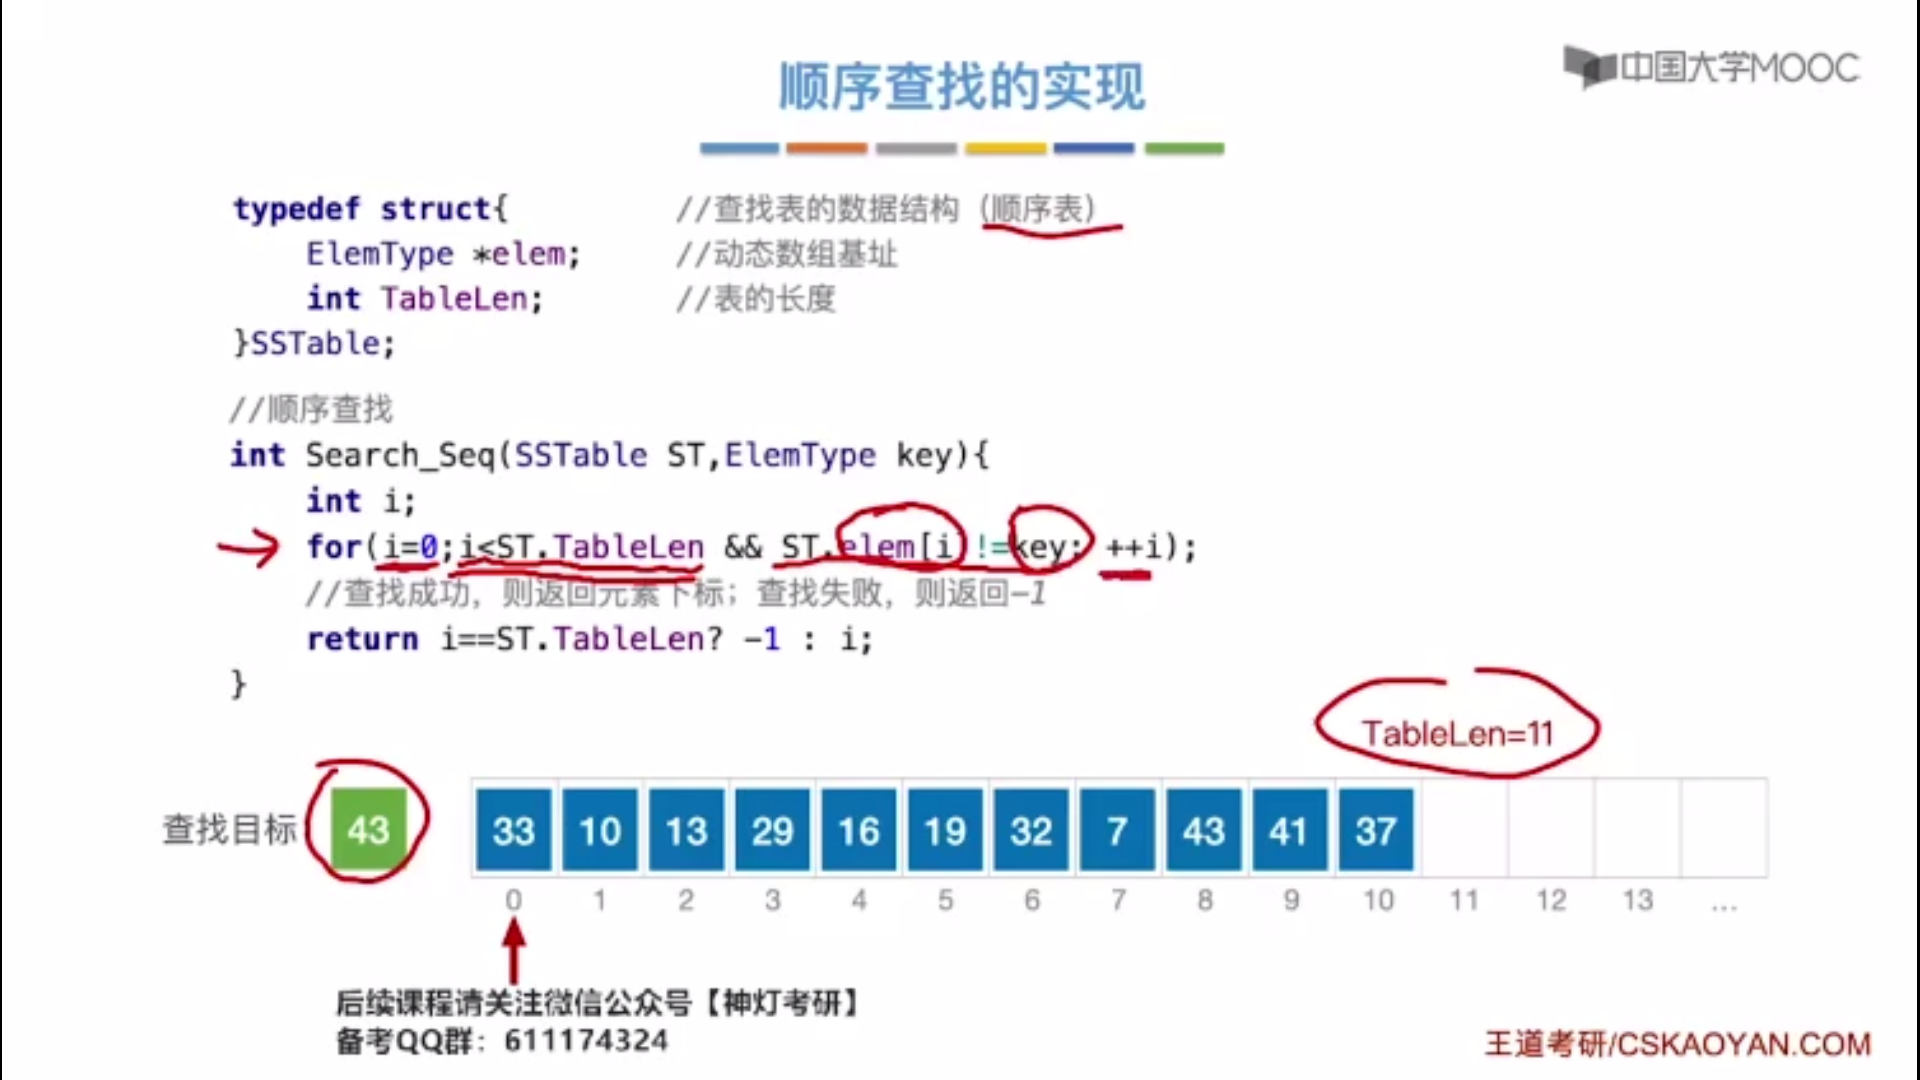 顺序查找的实现
中国大学MOOC
typedef struct{ //查找表的数据结构（顺序表）
ElemType *elem; //动态数组基址
int TableLen; //表的长度
}SSTable;
//顺序查找
int Search_Seq(SSTable ST,ElemType key){
int i;
for(i=0;i<ST.TableLen && ST.elem[i]!=key; ++i);
//查找成功，则返回元素下标；查找失败，则返回-1
return i==ST.TableLen? -1 : i;
}
TableLen=11
查找目标 43 33 10 13 29 16 19 32 7 43 41 37
0 1 2 3 4 5 6 7 8 9 10 11 12 13 ...
后续课程请关注微信公众号【神灯考研】
备考QQ群：611174324
王道考研/CSKAOYAN.COM